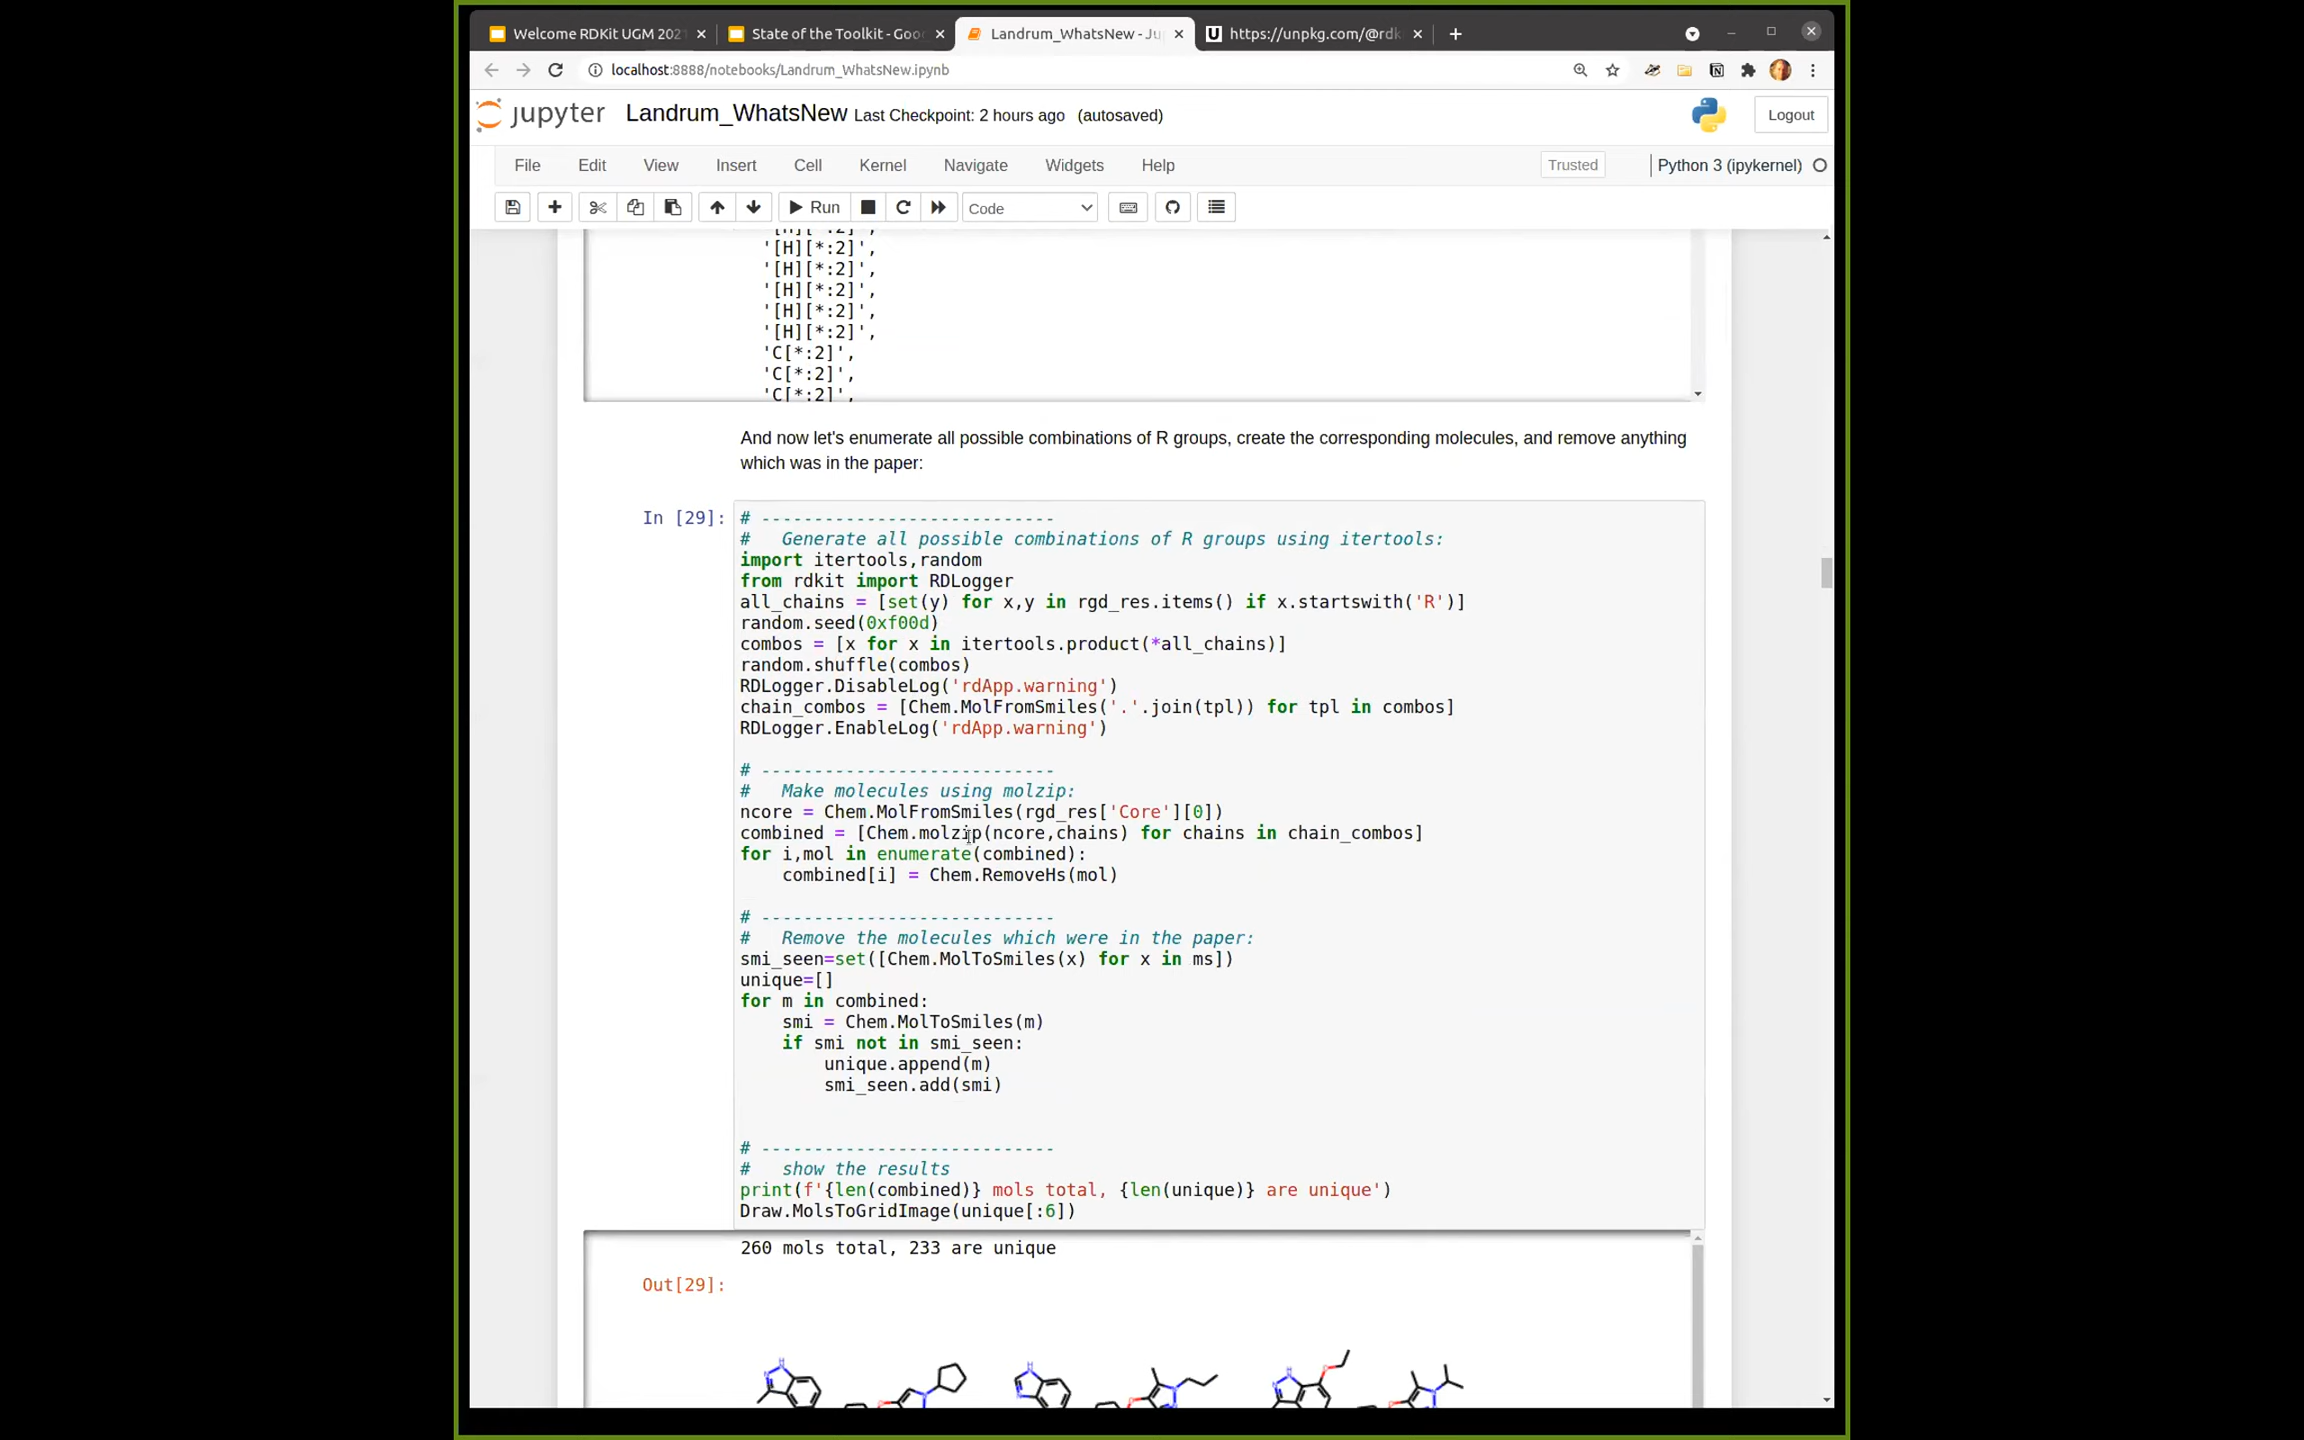 Welcome RDKit UGM 2021
State of the Toolkit - Goo
Landrum_WhatsNew - Ju
https://unpkg.com/@rdk
localhost:8888/notebooks/Landrum_WhatsNew.ipynb
jupyter Landrum_WhatsNew Last Checkpoint: 2 hours ago (autosaved)
Logout
File Edit View Insert Cell Kernel Navigate Widgets Help
Trusted
Python 3 (ipykernel)
Run
Code
'[H][*:2]',
'[H][*:2]',
'[H][*:2]',
'[H][*:2]',
'[H][*:2]',
'[H][*:2]',
'C[*:2]',
'C[*:2]',
'C[*:2]',
And now let's enumerate all possible combinations of R groups, create the corresponding molecules, and remove anything
which was in the paper:
In [29]:
# ----------------------------
#   Generate all possible combinations of R groups using itertools:
import itertools,random
from rdkit import RDLogger
all_chains = [set(y) for x,y in rgd_res.items() if x.startswith('R')]
random.seed(0xf00d)
combos = [x for x in itertools.product(*all_chains)]
random.shuffle(combos)
RDLogger.DisableLog('rdApp.warning')
chain_combos = [Chem.MolFromSmiles('.'.join(tpl)) for tpl in combos]
RDLogger.EnableLog('rdApp.warning')
# ----------------------------
#   Make molecules using molzip:
ncore = Chem.MolFromSmiles(rgd_res['Core'][0])
combined = [Chem.molzip(ncore,chains) for chains in chain_combos]
for i,mol in enumerate(combined):
    combined[i] = Chem.RemoveHs(mol)
# ----------------------------
#   Remove the molecules which were in the paper:
smi_seen=set([Chem.MolToSmiles(x) for x in ms])
unique=[]
for m in combined:
    smi = Chem.MolToSmiles(m)
    if smi not in smi_seen:
        unique.append(m)
        smi_seen.add(smi)
# ----------------------------
#   show the results
print(f'{len(combined)} mols total, {len(unique)} are unique')
Draw.MolsToGridImage(unique[:6])
260 mols total, 233 are unique
Out[29]: